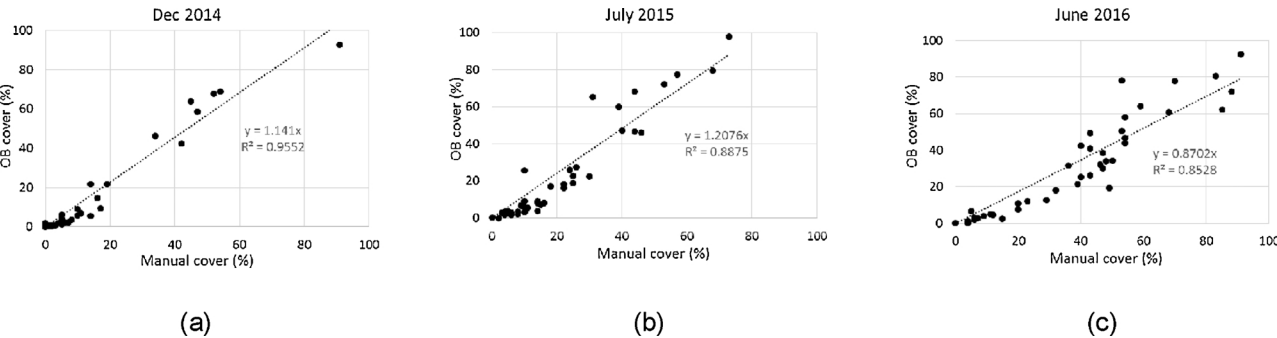 Dec 2014
100
80
60
40
20
0
OB cover (%)
y = 1.141x
R² = 0.9552
0 20 40 60 80 100
Manual cover (%)
(a)
July 2015
100
80
60
40
20
0
OB cover (%)
y = 1.2076x
R² = 0.8875
0 20 40 60 80 100
Manual cover (%)
(b)
June 2016
100
80
60
40
20
0
OB cover (%)
y = 0.8702x
R² = 0.8528
0 20 40 60 80 100
Manual cover (%)
(c)